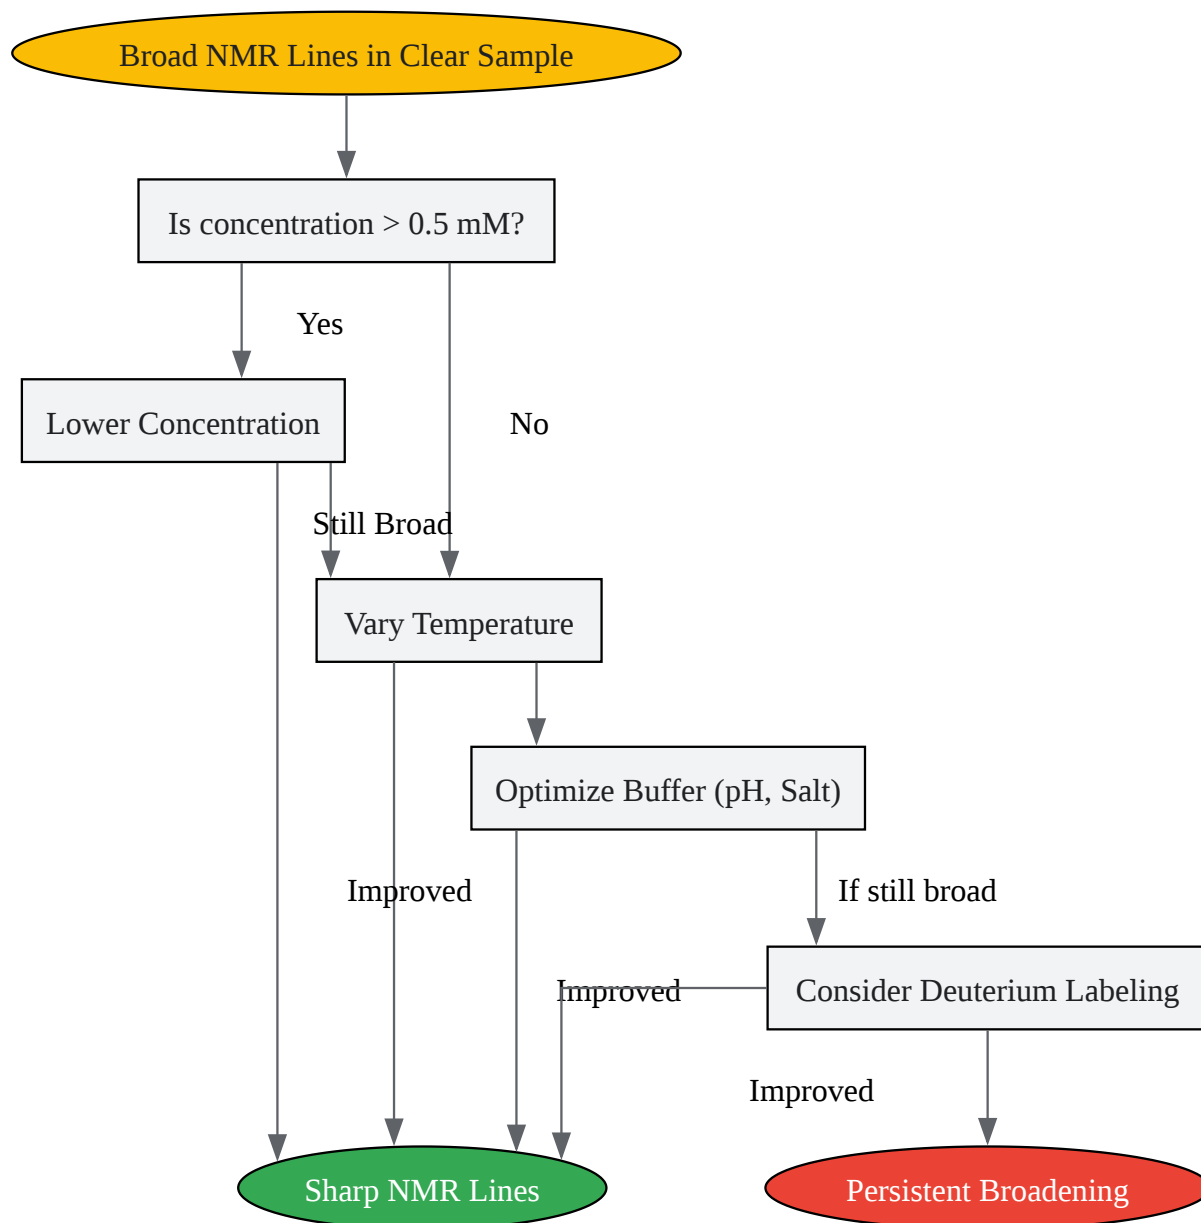 Broad NMR Lines in Clear Sample
Is concentration > 0.5 mM?
Yes
Lower Concentration
No
Still Broad
Vary Temperature
Optimize Buffer (pH, Salt)
Improved
If still broad
Improved
Consider Deuterium Labeling
Improved
Sharp NMR Lines
Persistent Broadening